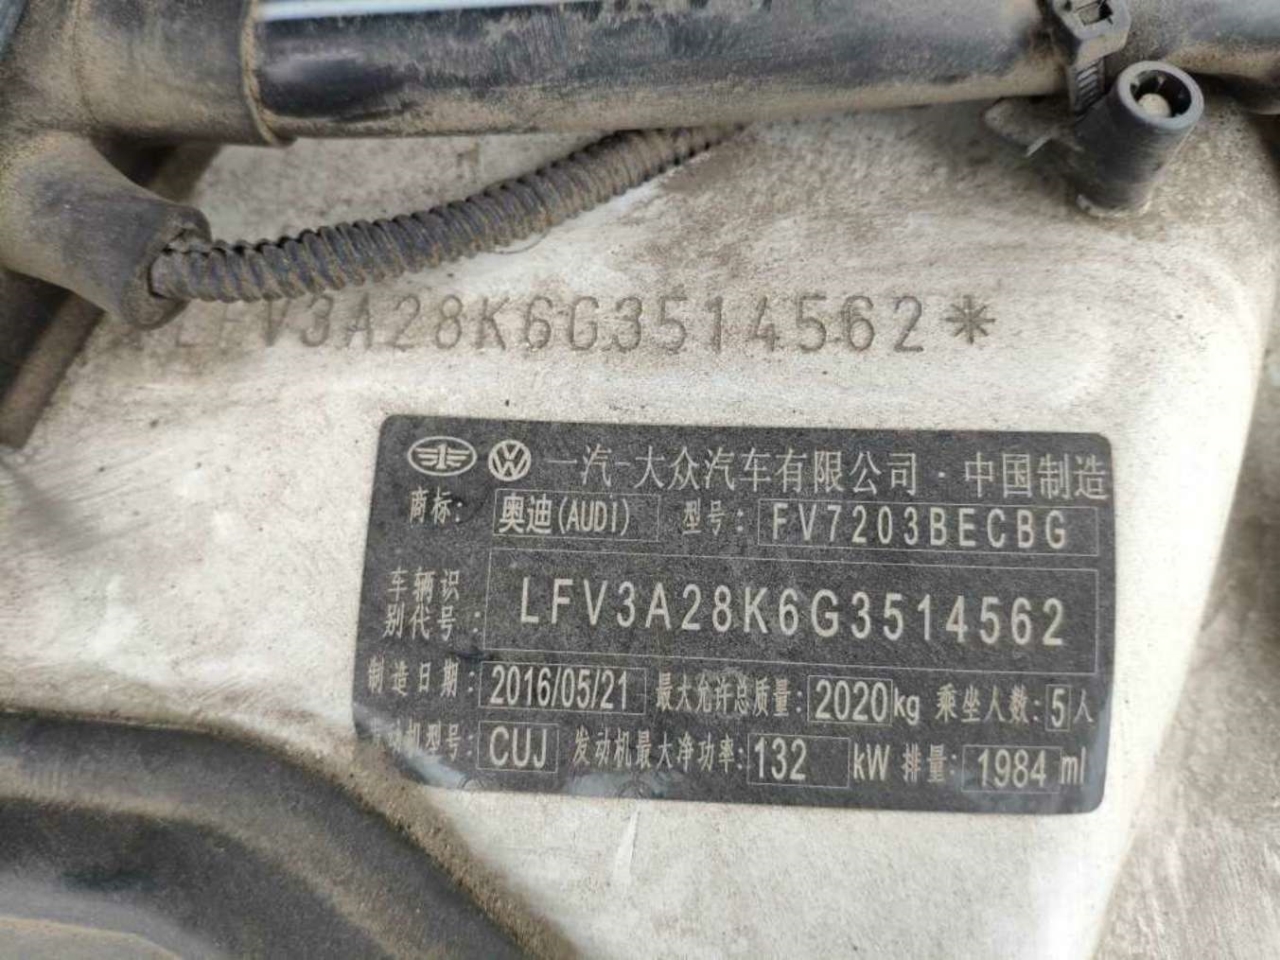 LFV3A28K6G3514562*
一汽-大众汽车有限公司·中国制造
商标: 奥迪(AUDi) 型号: FV7203BECBG
车辆识别代号: LFV3A28K6G3514562
制造日期: 2016/05/21 最大允许总质量: 2020kg 乘坐人数: 5人
动机型号: CUJ 发动机最大净功率: 132 kW 排量: 1984 ml